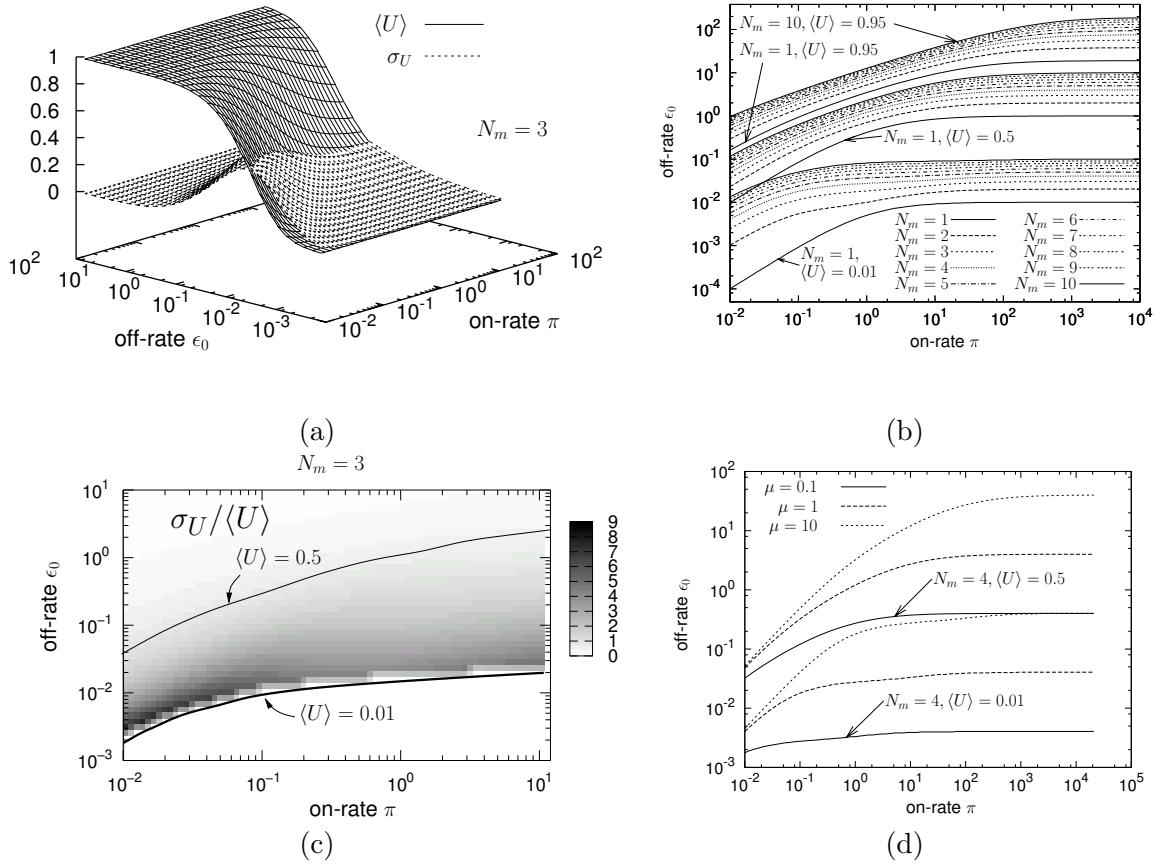 ⟨U⟩
σ_U
N_m = 3
1
0.8
0.6
0.4
0.2
0
10^2
10^1
10^0
10^-1
10^-2
10^-3
off-rate ϵ_0
10^-2
10^-1
10^0
10^1
10^2
on-rate π
(a)
N_m = 10, ⟨U⟩ = 0.95
N_m = 1, ⟨U⟩ = 0.95
N_m = 1, ⟨U⟩ = 0.5
N_m = 1,
⟨U⟩ = 0.01
N_m = 1
N_m = 2
N_m = 3
N_m = 4
N_m = 5
N_m = 6
N_m = 7
N_m = 8
N_m = 9
N_m = 10
off-rate ϵ_0
10^2
10^1
10^0
10^-1
10^-2
10^-3
10^-4
10^-2
10^-1
10^0
10^1
10^2
10^3
10^4
on-rate π
(b)
N_m = 3
σ_U/⟨U⟩
⟨U⟩ = 0.5
⟨U⟩ = 0.01
off-rate ϵ_0
10^1
10^0
10^-1
10^-2
10^-3
10^-2
10^-1
10^0
10^1
on-rate π
9
8
7
6
5
4
3
2
1
0
(c)
μ = 0.1
μ = 1
μ = 10
N_m = 4, ⟨U⟩ = 0.5
N_m = 4, ⟨U⟩ = 0.01
off-rate ϵ_0
10^2
10^1
10^0
10^-1
10^-2
10^-3
10^-2
10^-1
10^0
10^1
10^2
10^3
10^4
10^5
on-rate π
(d)